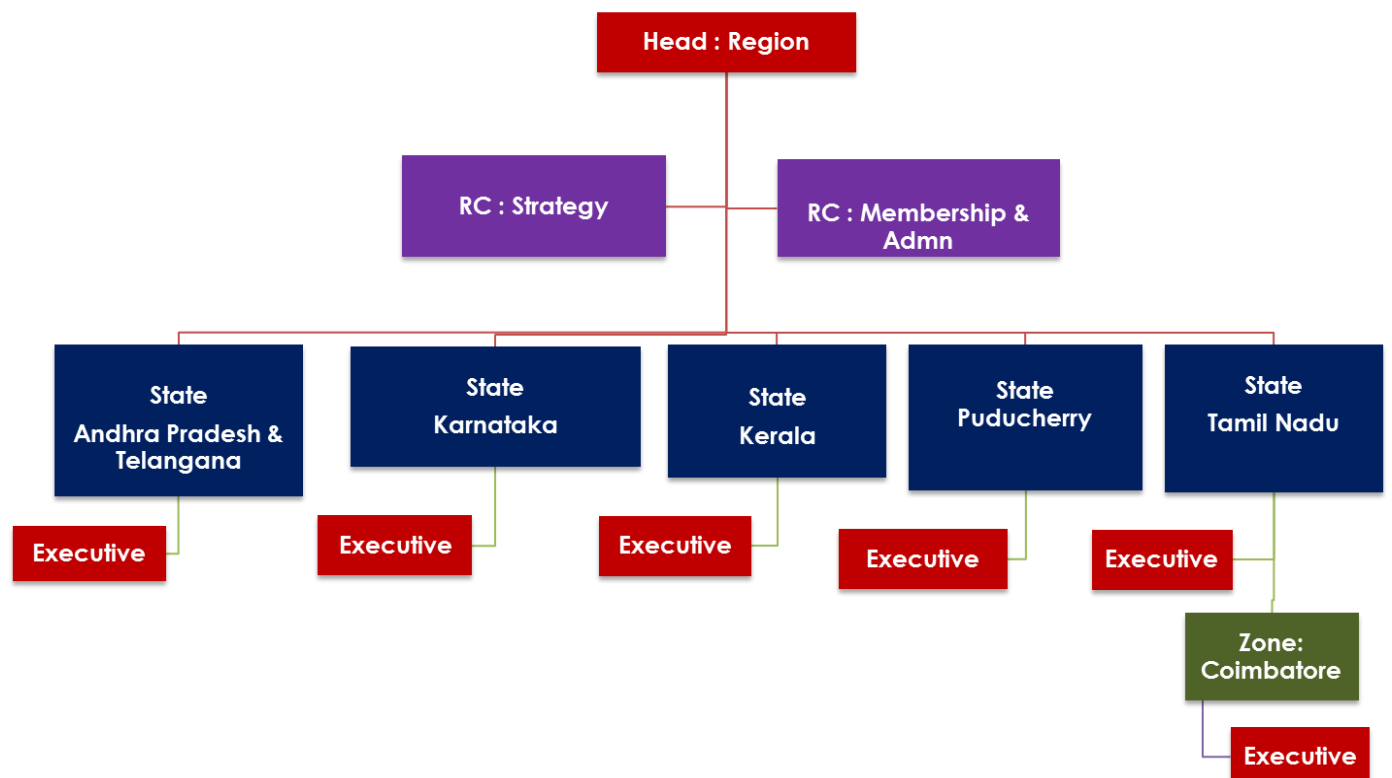 Head : Region
RC : Strategy
RC : Membership &
Admn
State
Andhra Pradesh &
Telangana
State
Karnataka
State
Kerala
State
Puducherry
State
Tamil Nadu
Executive
Executive
Executive
Executive
Executive
Zone:
Coimbatore
Executive